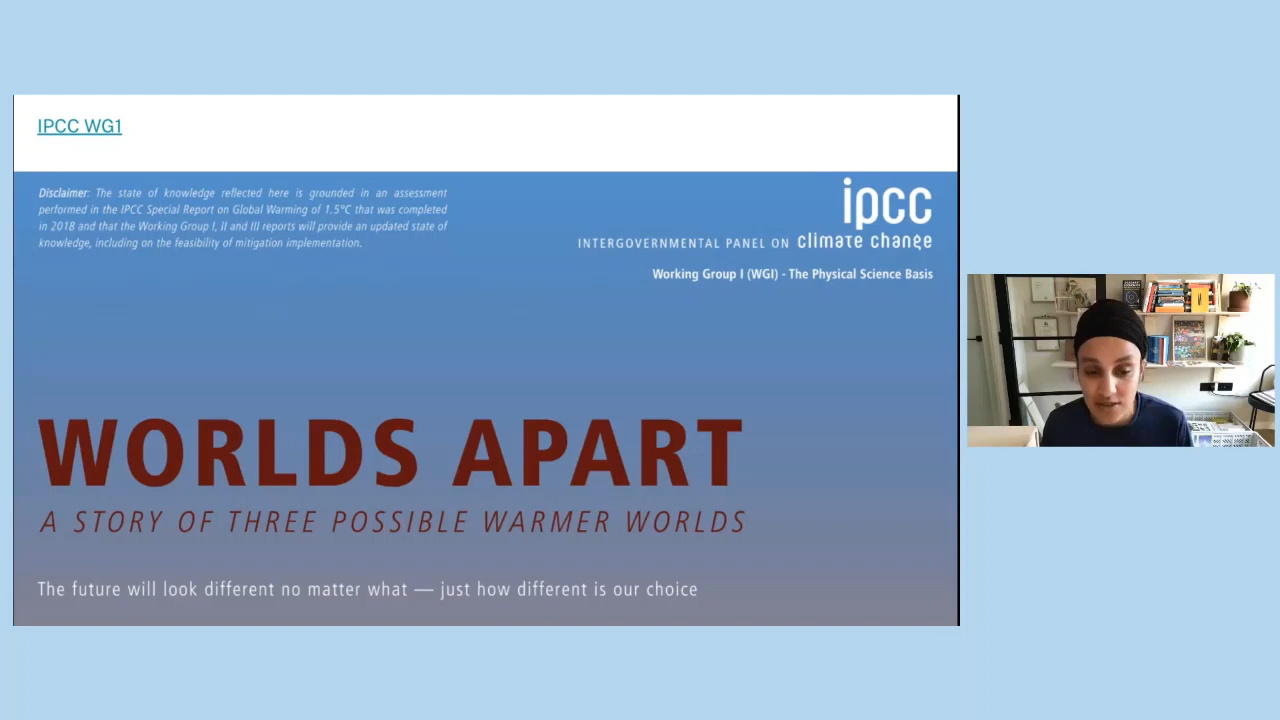 IPCC WG1
Disclaimer: The state of knowledge reflected here is grounded in an assessment
performed in the IPCC Special Report on Global Warming of 1.5°C that was completed
in 2018 and that the Working Group I, II and III reports will provide an updated state of
knowledge, including on the feasibility of mitigation implementation.
ipcc
INTERGOVERNMENTAL PANEL ON climate change
Working Group I (WGI) - The Physical Science Basis
WORLDS APART
A STORY OF THREE POSSIBLE WARMER WORLDS
The future will look different no matter what — just how different is our choice